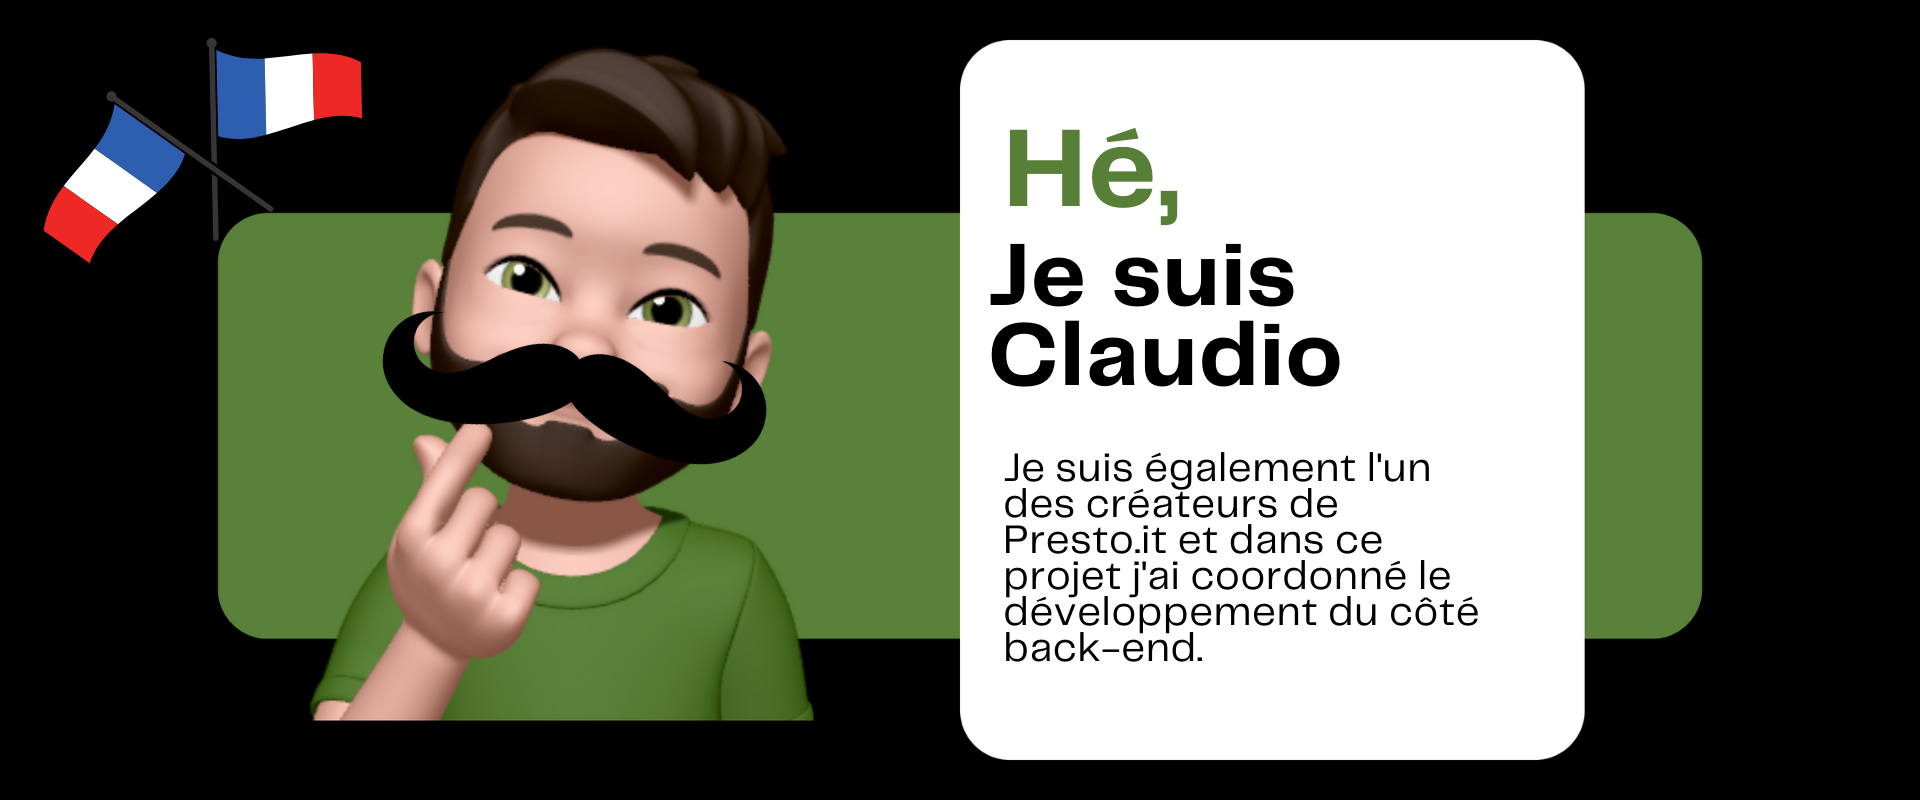 Hé,
Je suis
Claudio
Je suis également l'un
des créateurs de
Presto.it et dans ce
projet j'ai coordonné le
développement du côté
back-end.